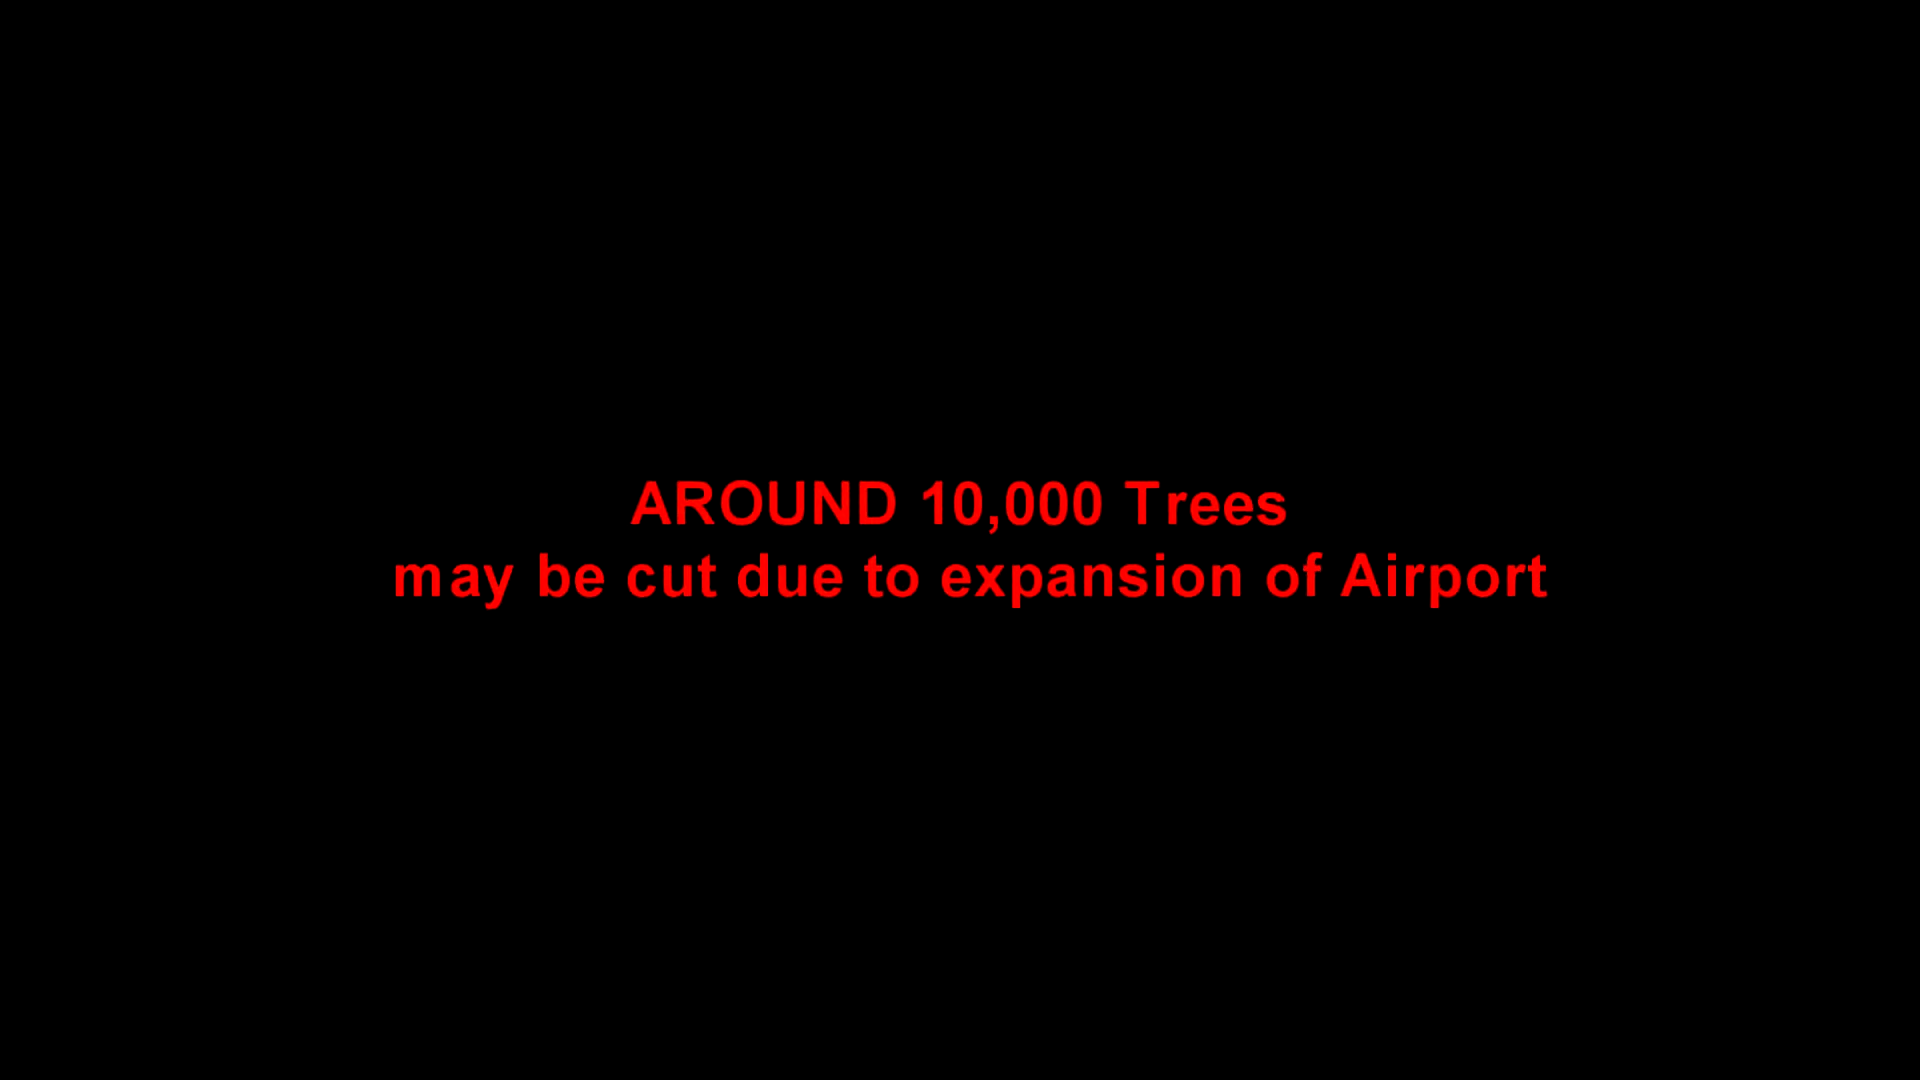 AROUND 10,000 Trees
may be cut due to expansion of Airport